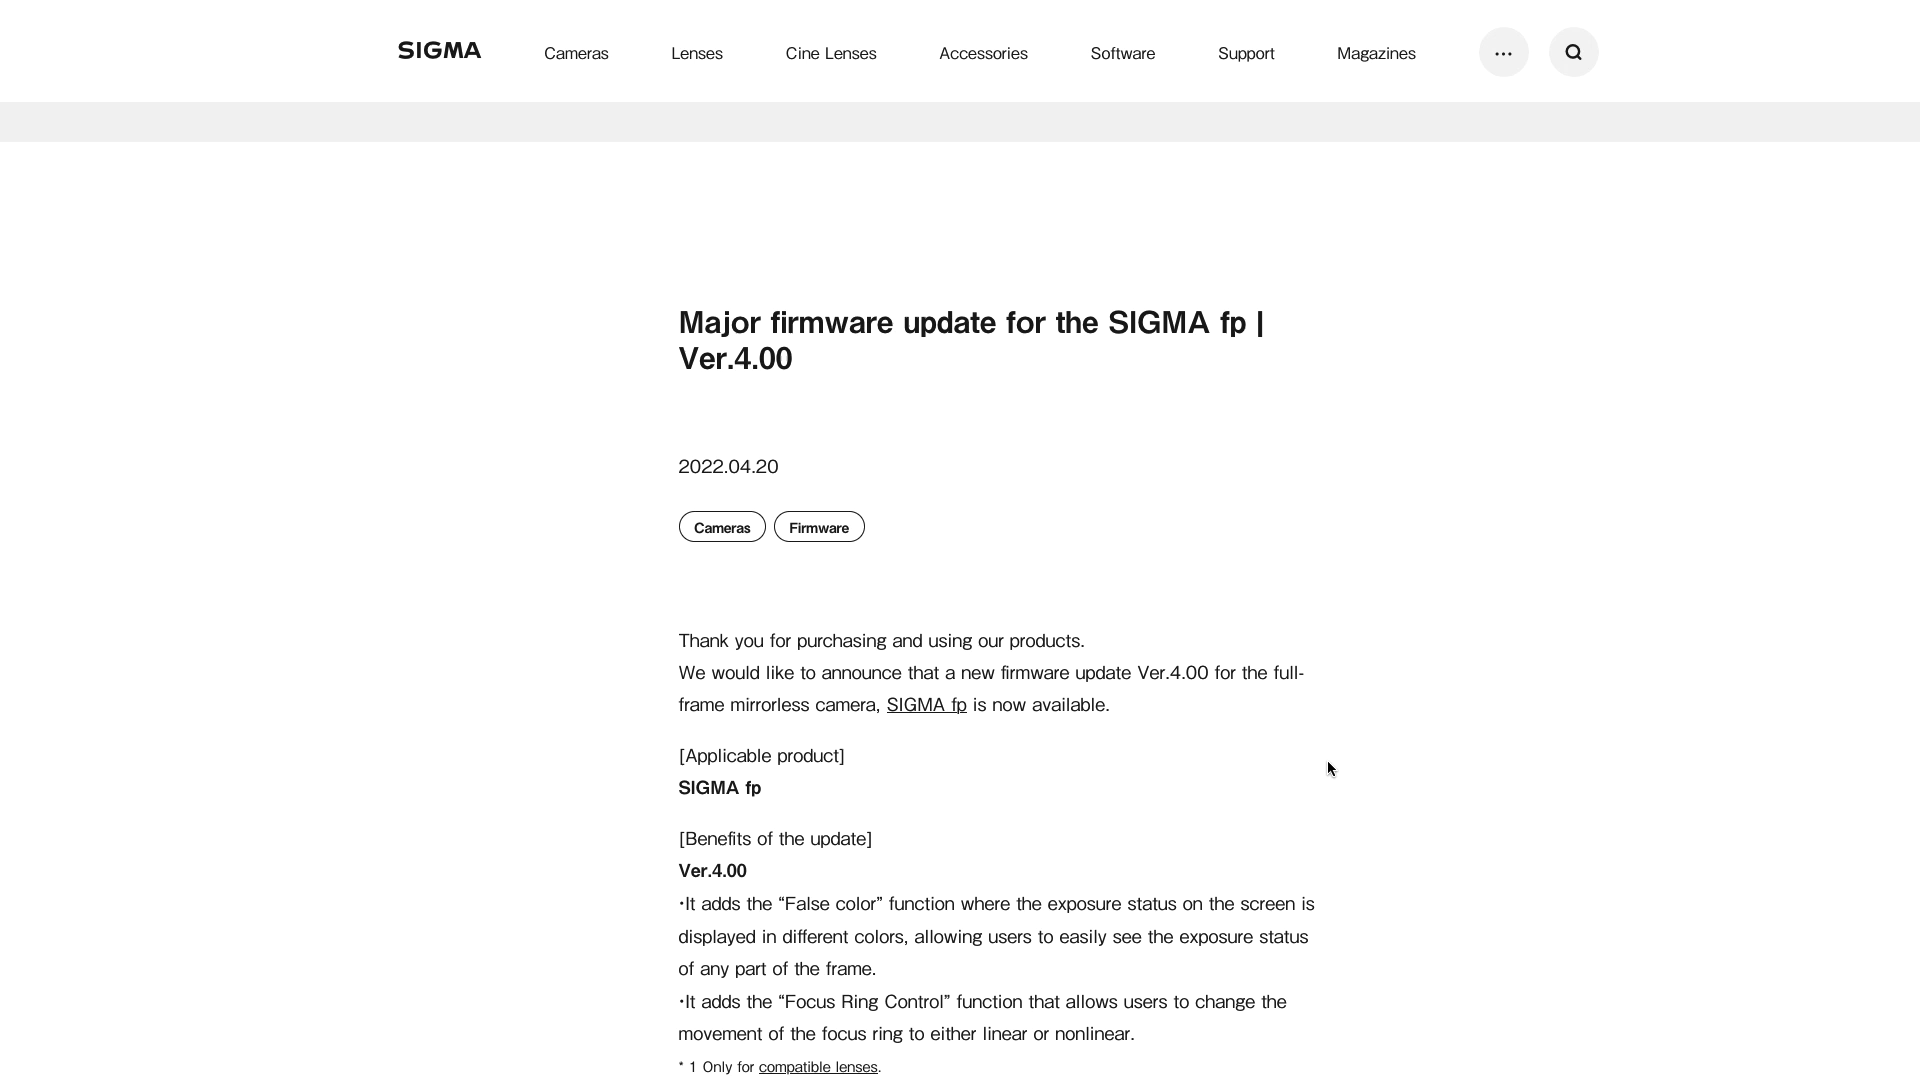 SIGMA
Cameras
Lenses
Cine Lenses
Accessories
Software
Support
Magazines
Major firmware update for the SIGMA fp |
Ver.4.00
2022.04.20
Cameras
Firmware
Thank you for purchasing and using our products.
We would like to announce that a new firmware update Ver.4.00 for the full-
frame mirrorless camera, SIGMA fp is now available.
[Applicable product]
SIGMA fp
[Benefits of the update]
Ver.4.00
・It adds the “False color” function where the exposure status on the screen is
displayed in different colors, allowing users to easily see the exposure status
of any part of the frame.
・It adds the “Focus Ring Control” function that allows users to change the
movement of the focus ring to either linear or nonlinear.
* 1 Only for compatible lenses.